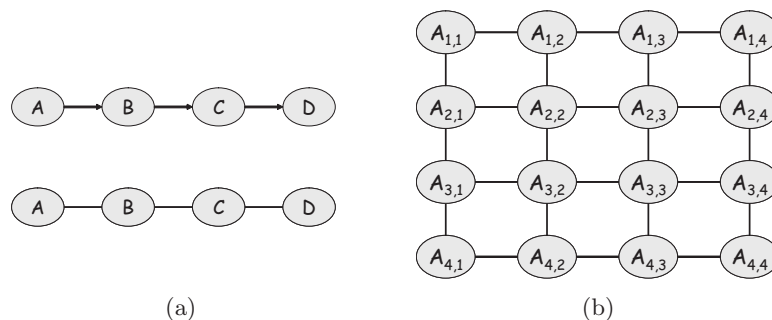 A B C D
A B C D
(a)
A1,1 A1,2 A1,3 A1,4
A2,1 A2,2 A2,3 A2,4
A3,1 A3,2 A3,3 A3,4
A4,1 A4,2 A4,3 A4,4
(b)